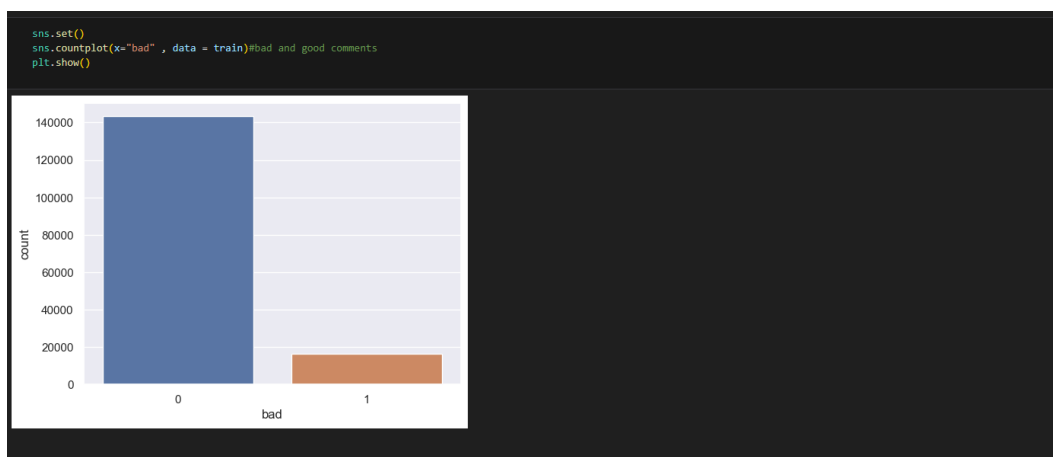 sns.set()
sns.countplot(x="bad" , data = train)#bad and good comments
plt.show()
140000
120000
100000
80000
60000
40000
20000
0
count
0 1
bad